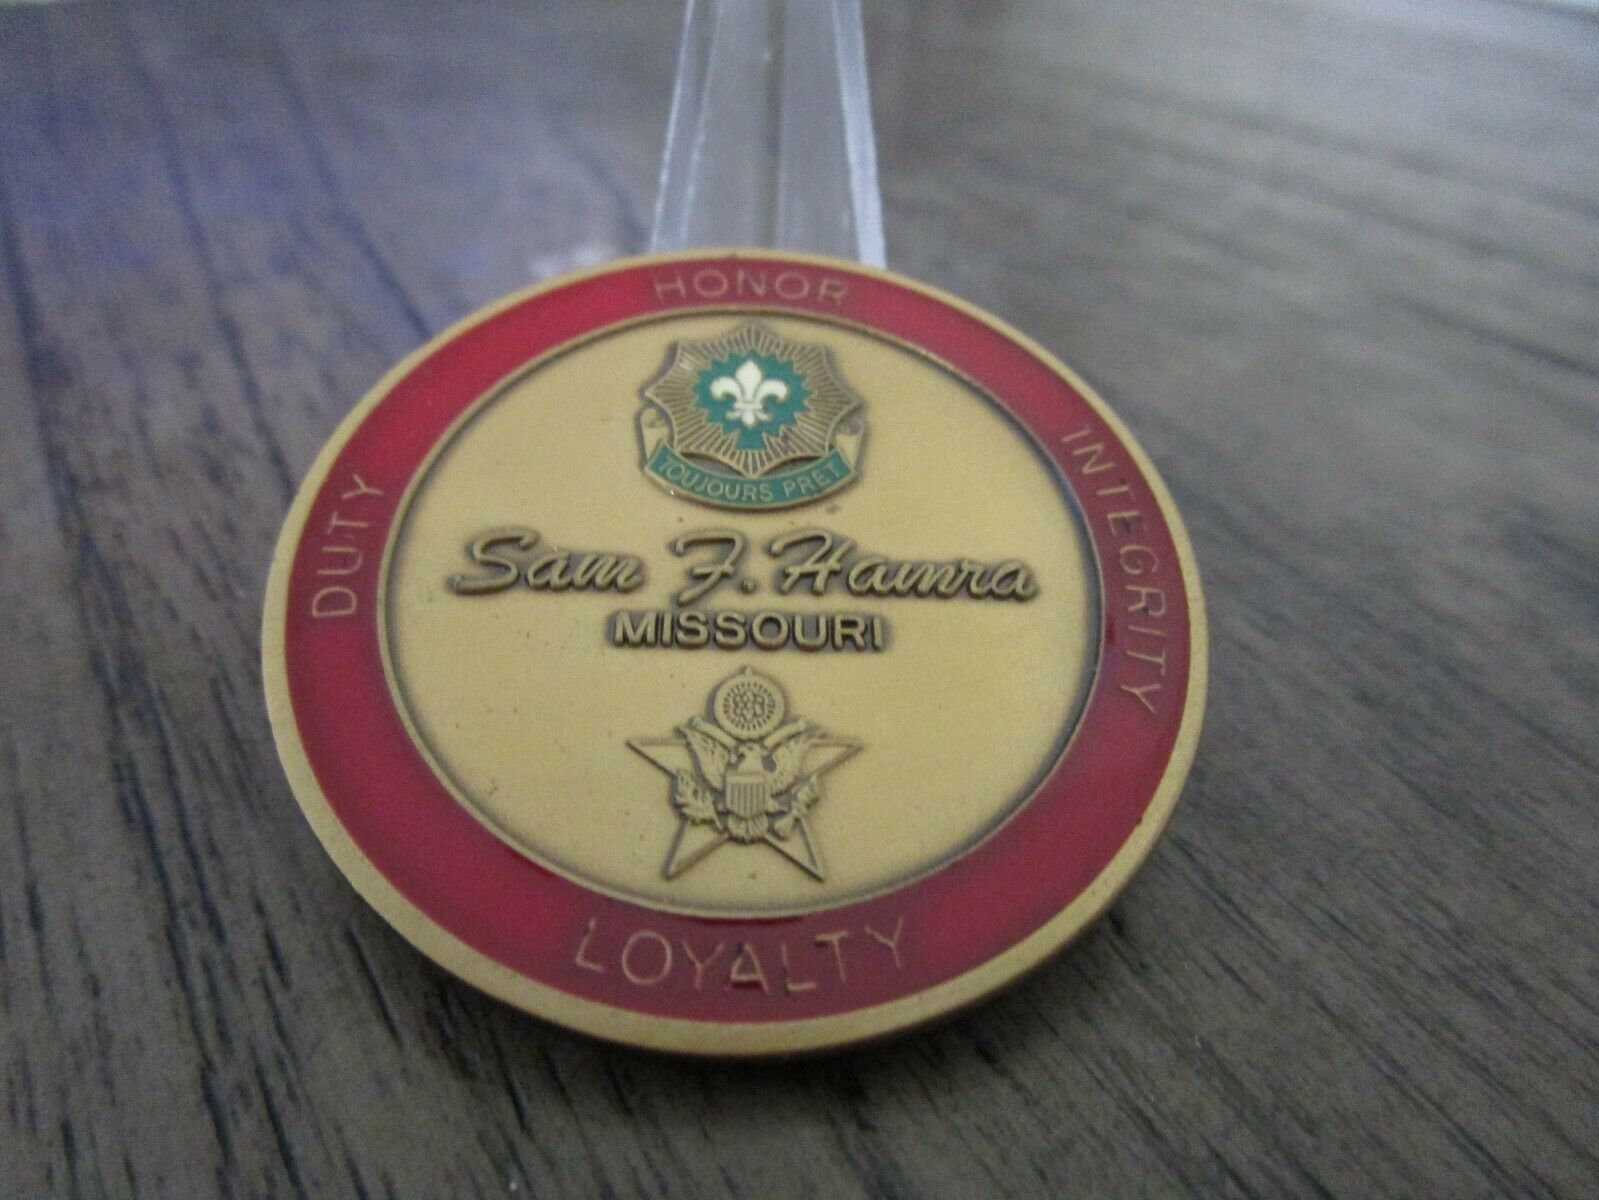 HONOR
DUTY
INTEGRITY
TOUJOURS PRET
Sam F. Hamra
MISSOURI
LOYALTY